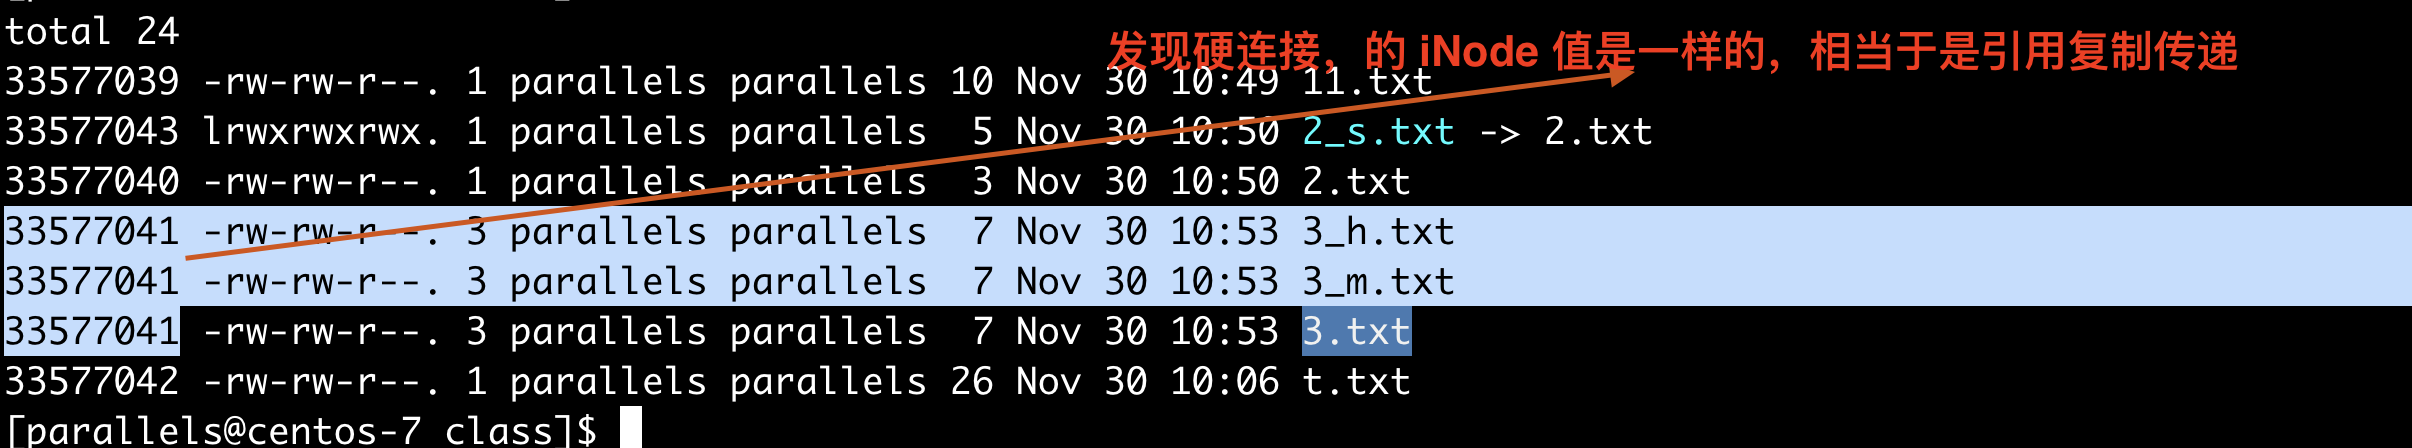 total 24
发现硬连接，的 iNode 值是一样的，相当于是引用复制传递
33577039 -rw-rw-r--. 1 parallels parallels 10 Nov 30 10:49 11.txt
33577043 lrwxrwxrwx. 1 parallels parallels  5 Nov 30 10:50 2_s.txt -> 2.txt
33577040 -rw-rw-r--. 1 parallels parallels  3 Nov 30 10:50 2.txt
33577041 -rw-rw-r--. 3 parallels parallels  7 Nov 30 10:53 3_h.txt
33577041 -rw-rw-r--. 3 parallels parallels  7 Nov 30 10:53 3_m.txt
33577041 -rw-rw-r--. 3 parallels parallels  7 Nov 30 10:53 3.txt
33577042 -rw-rw-r--. 1 parallels parallels 26 Nov 30 10:06 t.txt
[parallels@centos-7 class]$